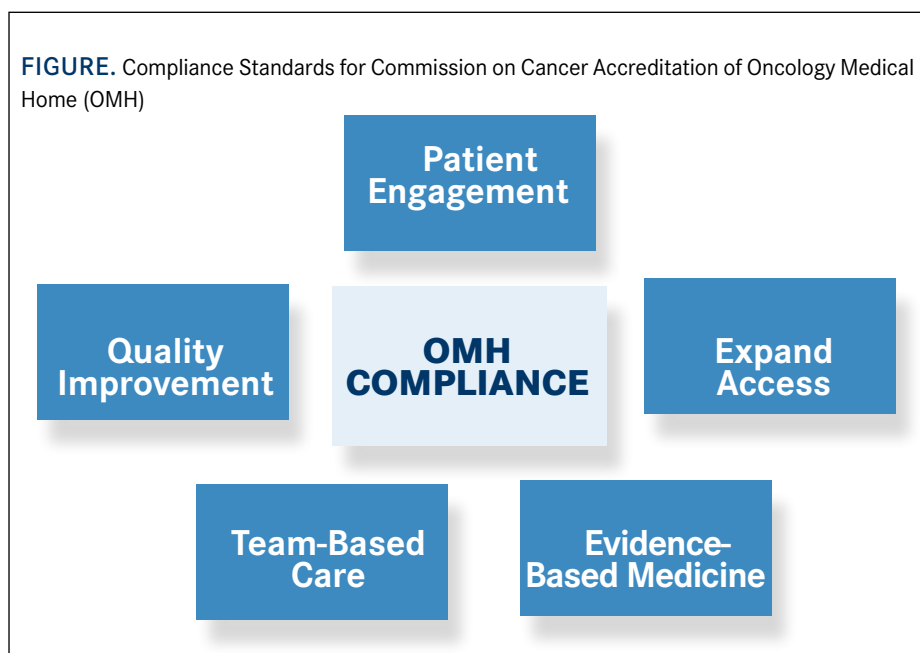 FIGURE. Compliance Standards for Commission on Cancer Accreditation of Oncology Medical
Home (OMH)
Patient
Engagement
Quality
Improvement
OMH
COMPLIANCE
Expand
Access
Team-Based
Care
Evidence-
Based Medicine